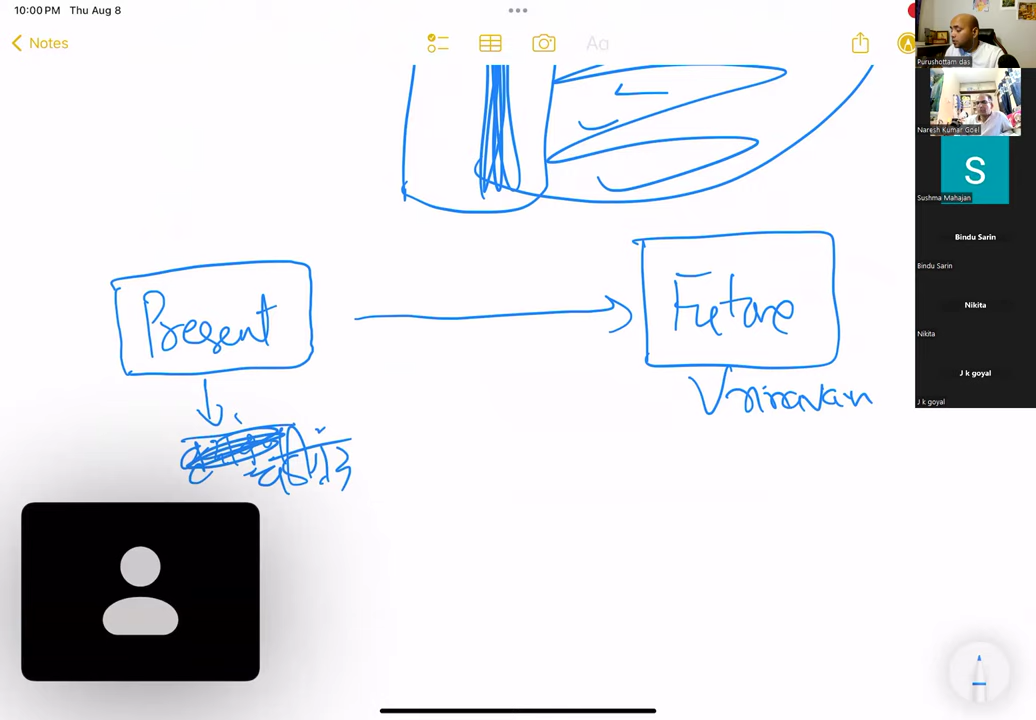 10:00 PM Thu Aug 8
Notes
Aa
Purushottam das
Naresh Kumar Goel
S
Sushma Mahajan
Bindu Sarin
Bindu Sarin
Nikita
Nikita
J k goyal
J k goyal
Present
Future